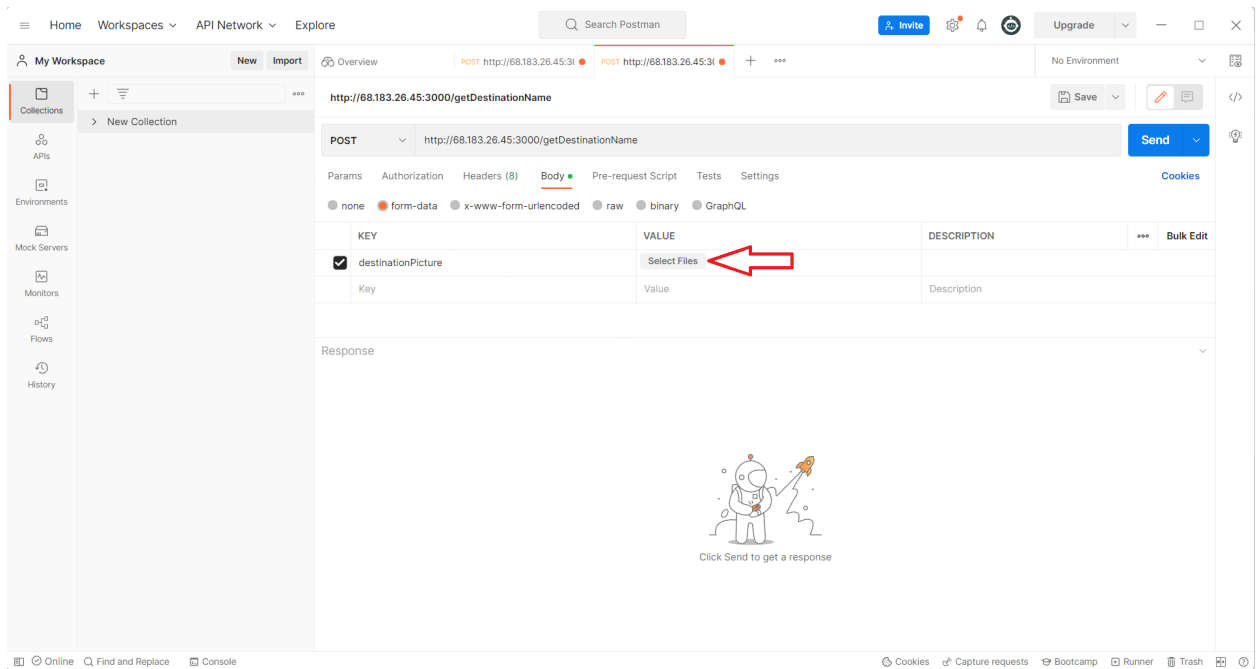 Home Workspaces API Network Explore Search Postman Invite Upgrade
My Workspace New Import Overview POST http://68.183.26.45:3( POST http://68.183.26.45:3( No Environment
Collections
APIs
Environments
Mock Servers
Monitors
Flows
History
New Collection
http://68.183.26.45:3000/getDestinationName Save
POST http://68.183.26.45:3000/getDestinationName Send
Params Authorization Headers (8) Body Pre-request Script Tests Settings Cookies
none form-data x-www-form-urlencoded raw binary GraphQL
KEY VALUE DESCRIPTION Bulk Edit
destinationPicture Select Files
Key Value Description
Response
Click Send to get a response
Online Find and Replace Console Cookies Capture requests Bootcamp Runner Trash